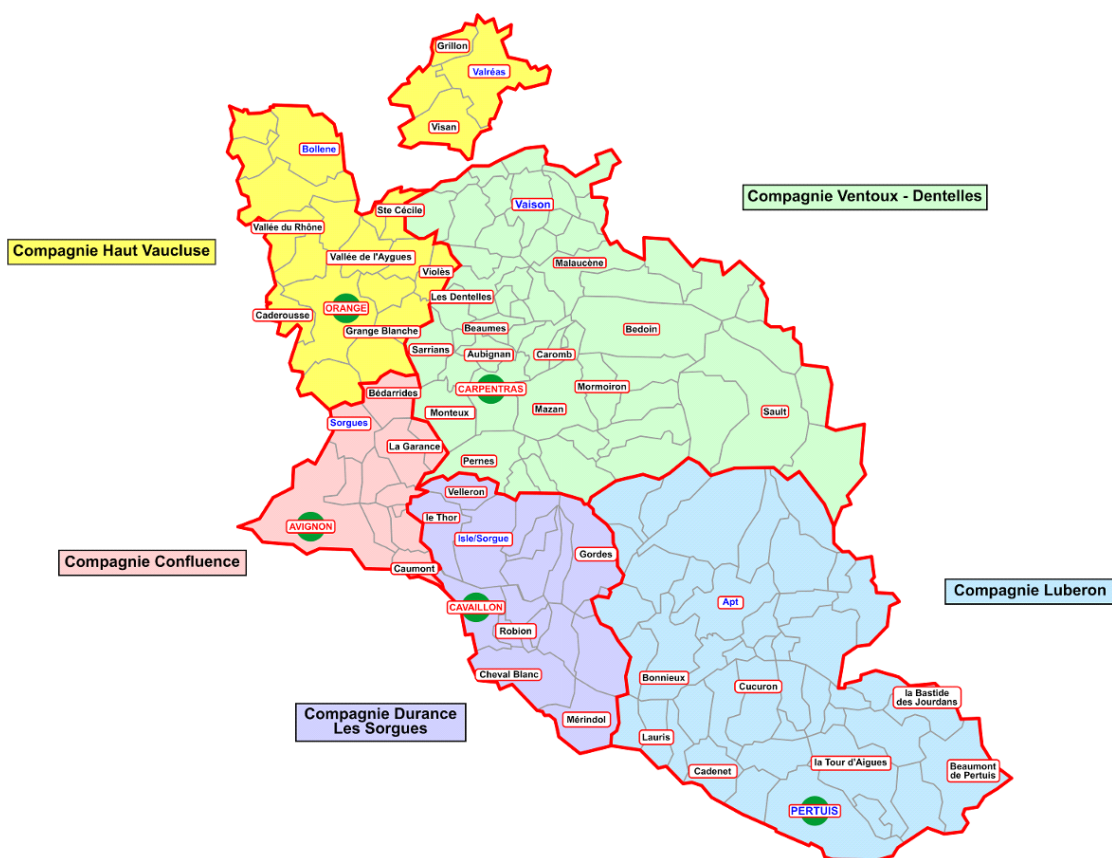 Grillon
Valréas
Visan
Bollene
Compagnie Ventoux - Dentelles
Vaison
Ste Cécile
Vallée du Rhône
Compagnie Haut Vaucluse
Vallée de l'Aygues
Malaucène
Violès
Les Dentelles
ORANGE
Caderousse
Grange Blanche
Beaumes
Bedoin
Sarrians
Aubignan
Caromb
CARPENTRAS
Mormoiron
Bédarrides
Monteux
Mazan
Sault
Sorgues
La Garance
Pernes
Velleron
le Thor
AVIGNON
Isle/Sorgue
Gordes
Compagnie Confluence
Caumont
Compagnie Luberon
CAVAILLON
Apt
Robion
Cheval Blanc
Bonnieux
Cucuron
la Bastide
des Jourdans
Compagnie Durance
Les Sorgues
Mérindol
Lauris
la Tour d'Aigues
Cadenet
Beaumont
de Pertuis
PERTUIS